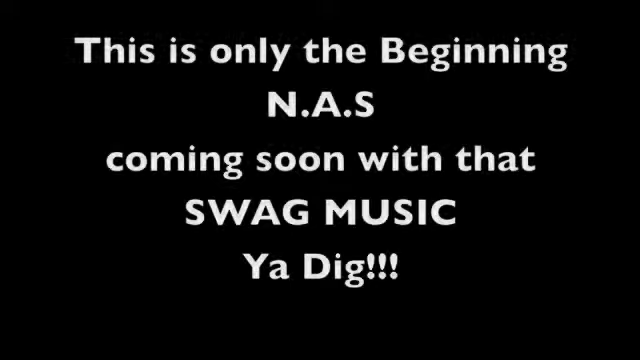 This is only the Beginning
N.A.S
coming soon with that
SWAG MUSIC
Ya Dig!!!